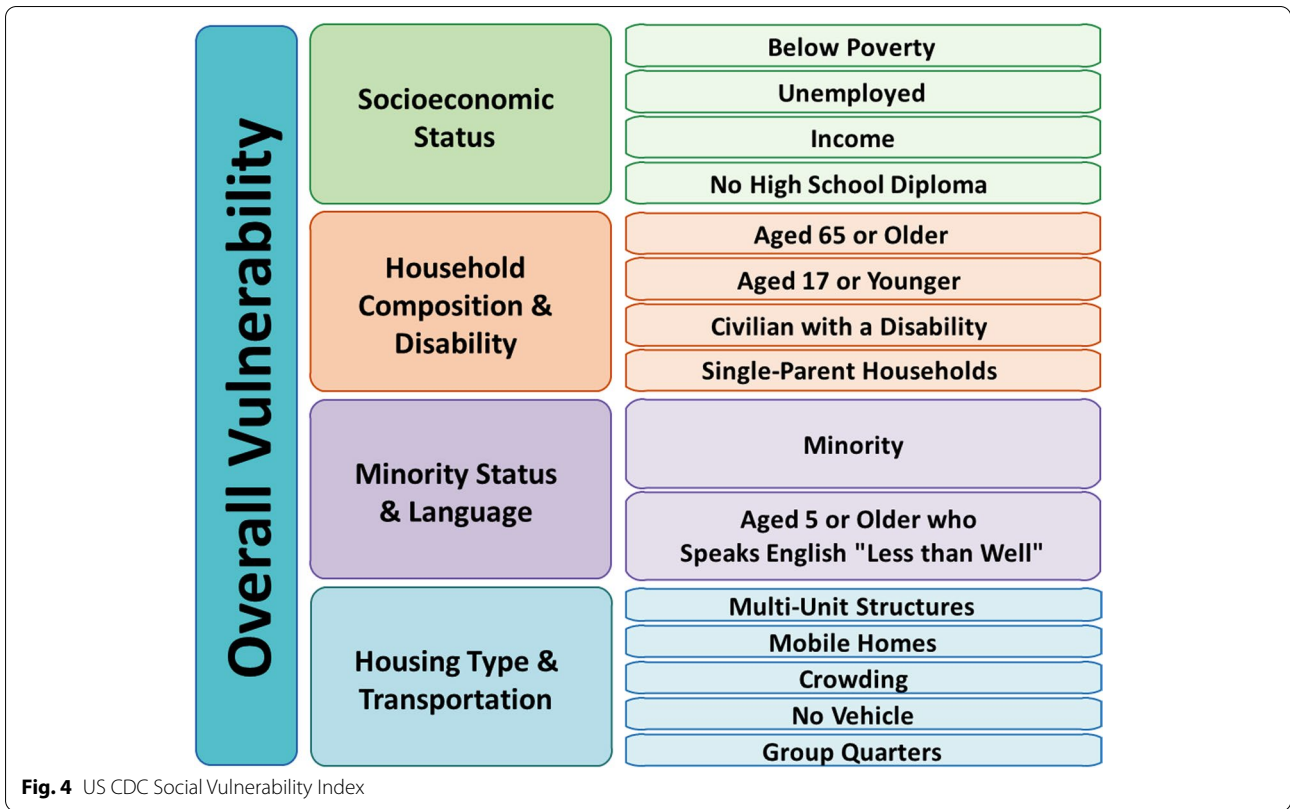 Overall Vulnerability
Socioeconomic
Status
Below Poverty
Unemployed
Income
No High School Diploma
Household
Composition &
Disability
Aged 65 or Older
Aged 17 or Younger
Civilian with a Disability
Single-Parent Households
Minority Status
& Language
Minority
Aged 5 or Older who
Speaks English "Less than Well"
Housing Type &
Transportation
Multi-Unit Structures
Mobile Homes
Crowding
No Vehicle
Group Quarters
Fig. 4 US CDC Social Vulnerability Index